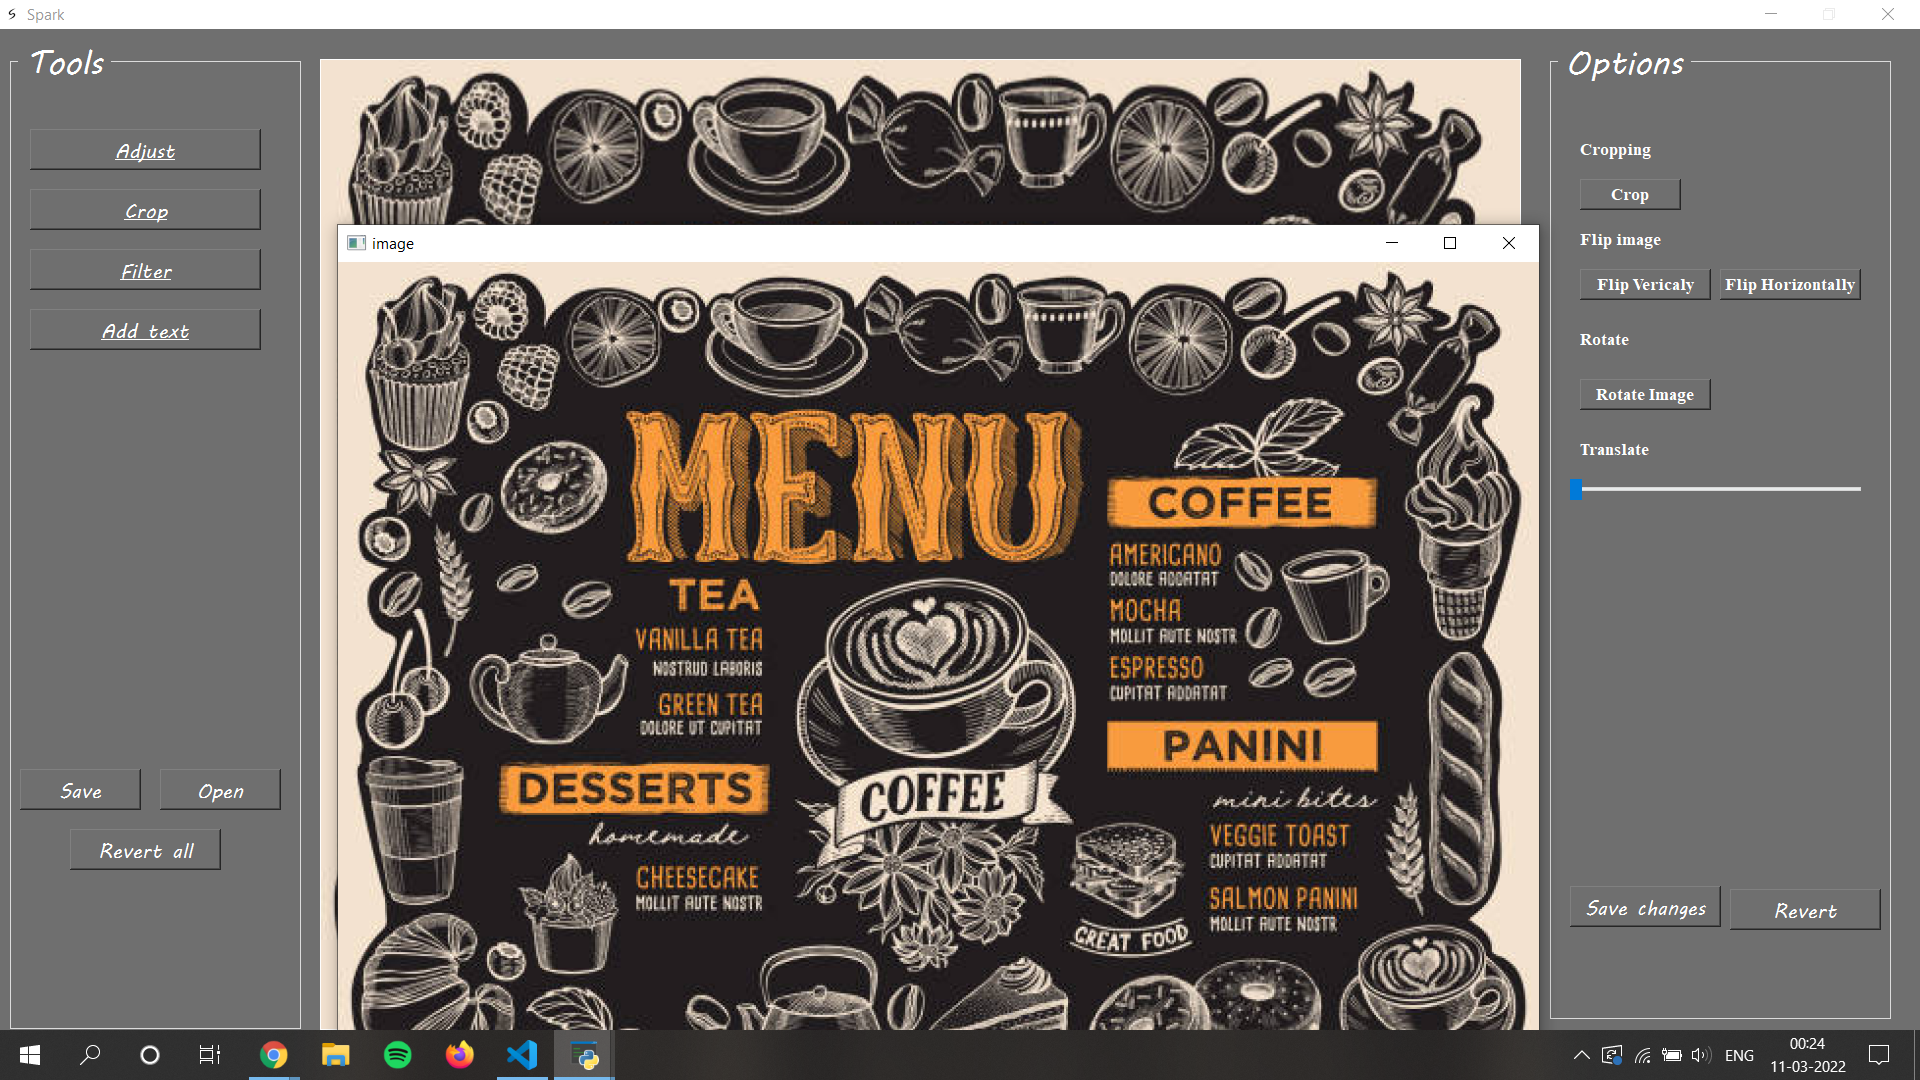 Spark
Tools
Adjust
Crop
Filter
Add text
Save
Open
Revert all
image
MENU
TEA
VANILLA TEA
NOSTRUD LABORIS
GREEN TEA
DOLORE UT CUPITAT
DESSERTS
homemade
CHEESECAKE
MOLLIT AUTE NOSTR
COFFEE
COFFEE
AMERICANO
DOLORE ADDATAT
MOCHA
MOLLIT AUTE NOSTR
ESPRESSO
CUPITAT ADDATAT
PANINI
mini bites
VEGGIE TOAST
CUPITAT ADDATAT
SALMON PANINI
MOLLIT AUTE NOSTR
GREAT FOOD
Options
Cropping
Crop
Flip image
Flip Vericaly
Flip Horizontally
Rotate
Rotate Image
Translate
Save changes
Revert
ENG
00:24
11-03-2022